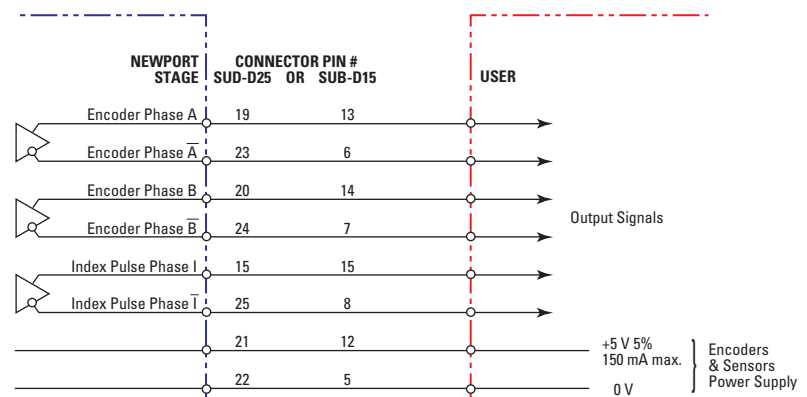 NEWPORT STAGE CONNECTOR PIN # SUD-D25 OR SUB-D15 USER
Encoder Phase A 19 13
Encoder Phase A̅ 23 6
Encoder Phase B 20 14
Encoder Phase B̅ 24 7
Output Signals
Index Pulse Phase I 15 15
Index Pulse Phase I̅ 25 8
21 12 +5 V 5%
150 mA max.
22 5 0 V
Encoders
& Sensors
Power Supply